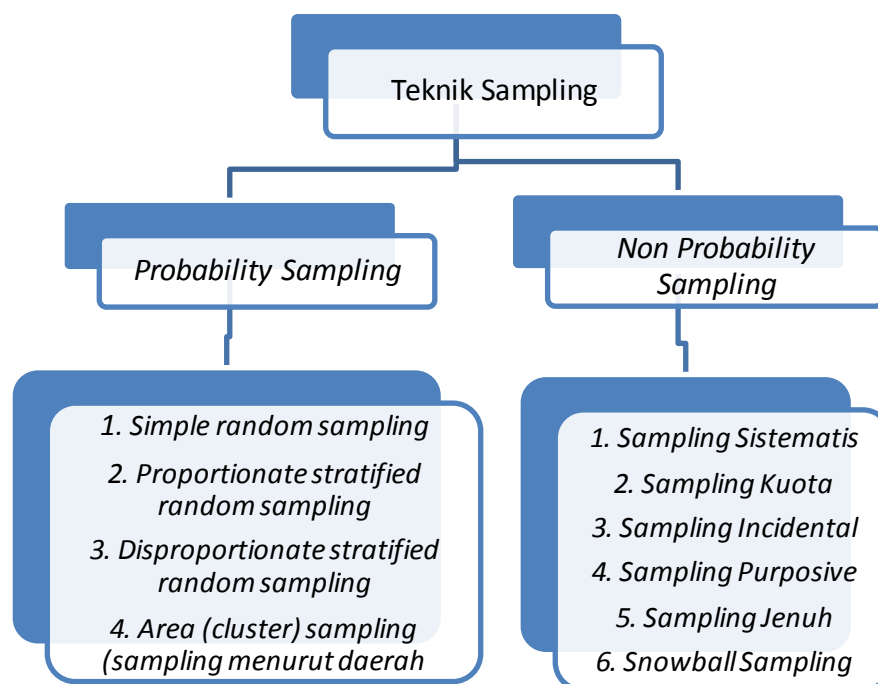 Teknik Sampling
Probability Sampling
Non Probability
Sampling
1. Simple random sampling
2. Proportionate stratified
random sampling
3. Disproportionate stratified
random sampling
4. Area (cluster) sampling
(sampling menurut daerah
1. Sampling Sistematis
2. Sampling Kuota
3. Sampling Incidental
4. Sampling Purposive
5. Sampling Jenuh
6. Snowball Sampling